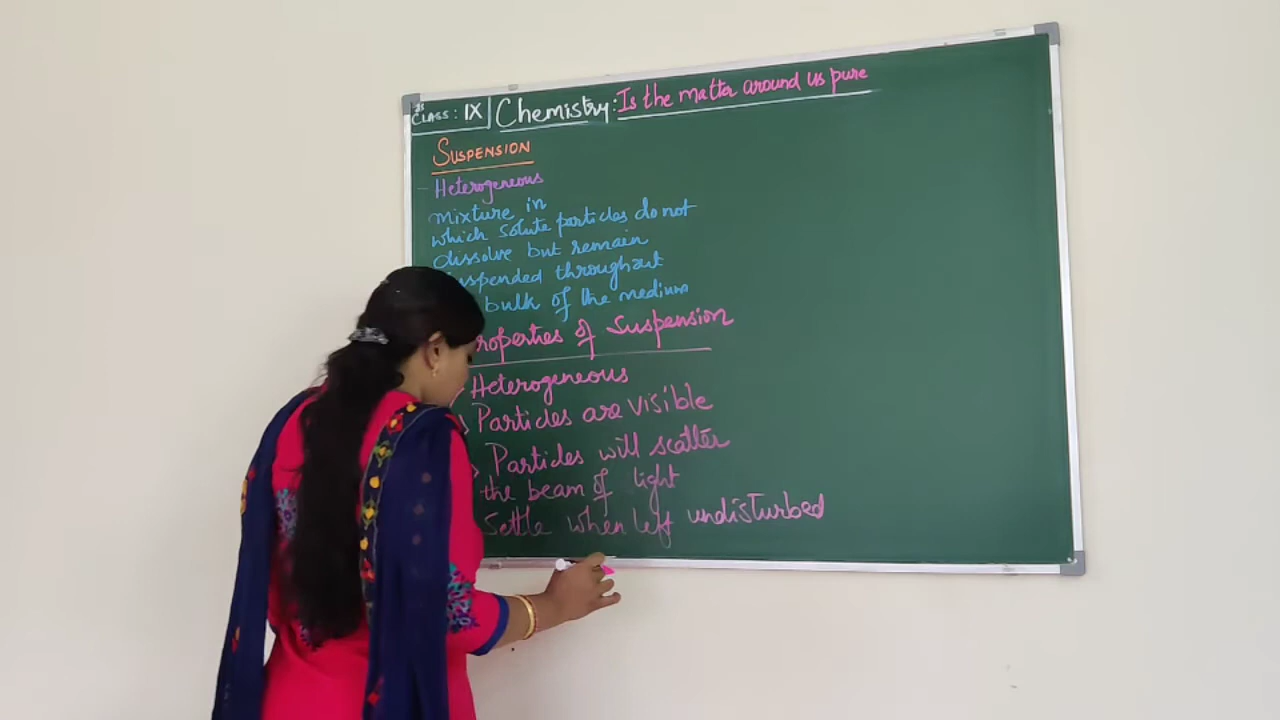 CLASS: IX Chemistry: Is the matter around us pure
SUSPENSION
- Heterogeneous
mixture in
which solute particles do not
dissolve but remain
suspended throughout
bulk of the medium
roperties of Suspension
Heterogeneous
Particles are visible
Particles will scatter
the beam of light
Settle when left undisturbed